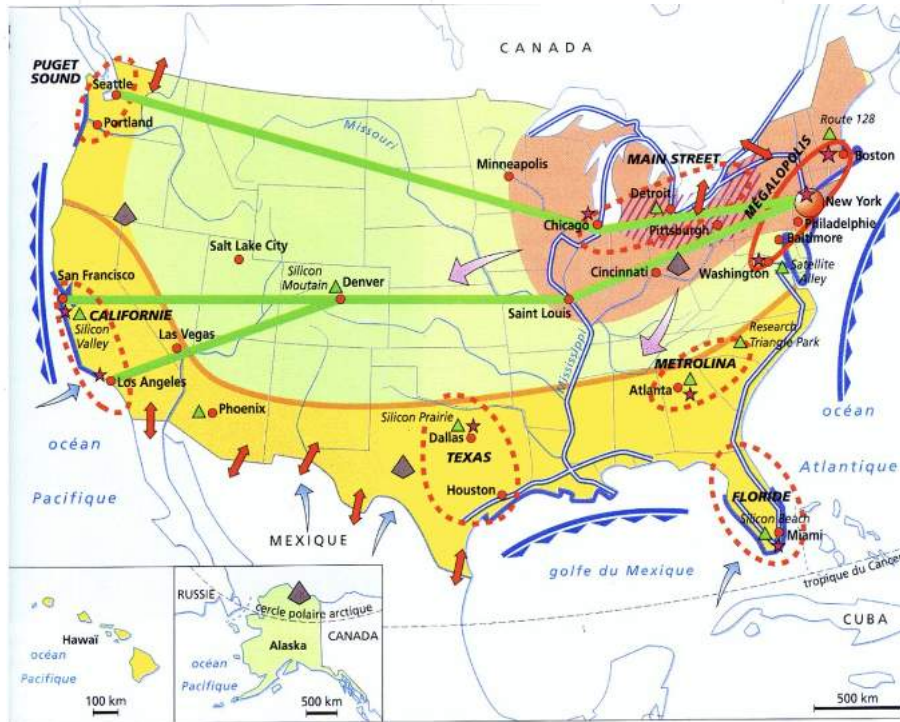 CANADA
PUGET
SOUND
Seattle
Portland
Missouri
Minneapolis
MAIN STREET
Route 128
Boston
MÉGALOPOLIS
Detroit
New York
Chicago
Pittsburgh
Philadelphie
Baltimore
Salt Lake City
Cincinnati
Washington
Satellite
Alley
San Francisco
Silicon
Moutain
Denver
Saint Louis
CALIFORNIE
Silicon
Valley
Las Vegas
Mississippi
Research
Triangle Park
METROLINA
Los Angeles
Atlanta
Phoenix
Silicon Prairie
Dallas
océan
Pacifique
TEXAS
océan
Atlantique
Houston
FLORIDE
Silicon Beach
Miami
MEXIQUE
golfe du Mexique
tropique du Cancer
CUBA
Hawaï
océan
Pacifique
100 km
RUSSIE
cercle polaire arctique
Alaska
CANADA
océan
Pacifique
500 km
500 km